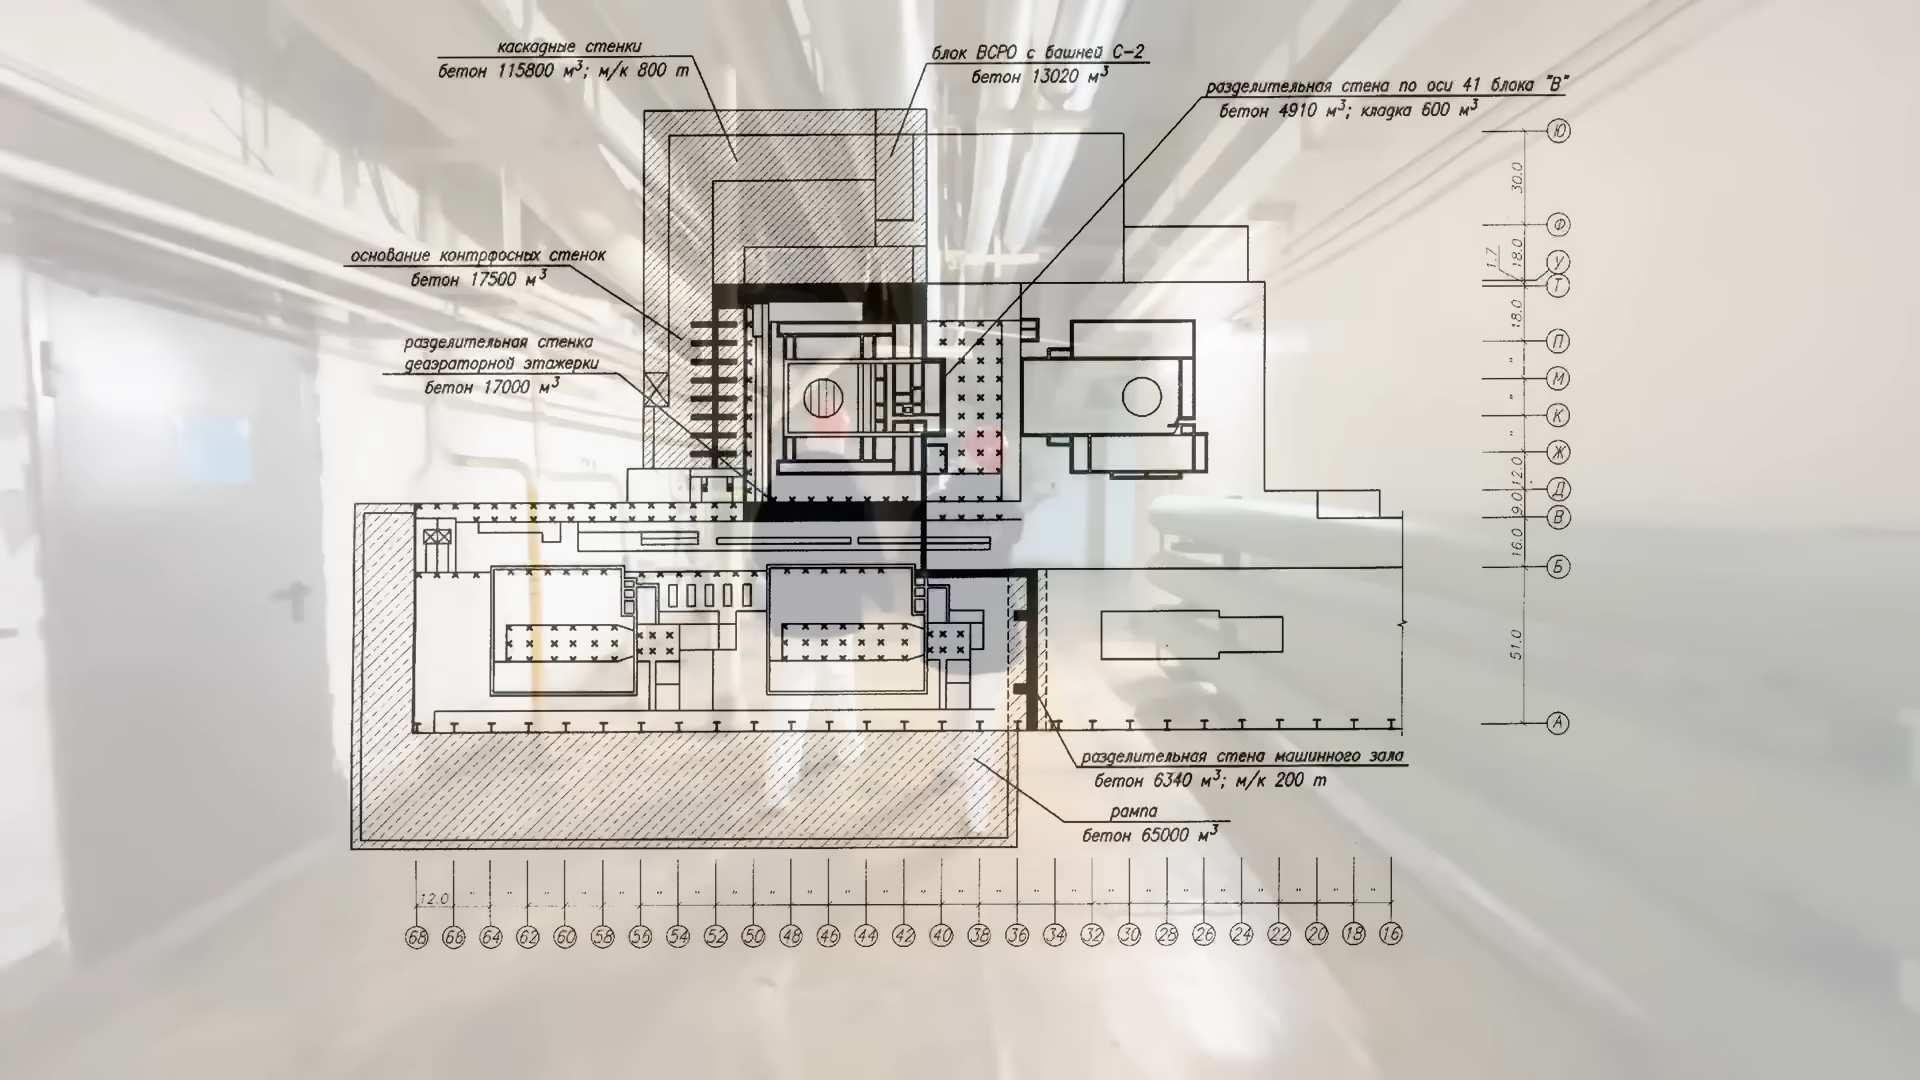 каскадные стенки
бетон 115800 м³; м/к 800 т
блок ВСРО с башней С-2
бетон 13020 м³
разделительная стена по оси 41 блока "В"
бетон 4910 м³; кладка 600 м³
основание контрфосных стенок
бетон 17500 м³
разделительная стенка
деаэраторной этажерки
бетон 17000 м³
разделительная стена машинного зала
бетон 6340 м³; м/к 200 т
рампа
бетон 65000 м³
Ю
30.0
Ф
1.7 18.0
У
Т
18.0
П
"
М
"
К
"
Ж
12.0
Д
9.0
В
16.0
Б
51.0
А
12.0 " " " " " " " " " " " " " " " " " " " " " " " "
68 66 64 62 60 58 56 54 52 50 48 46 44 42 40 38 36 34 32 30 28 26 24 22 20 18 16